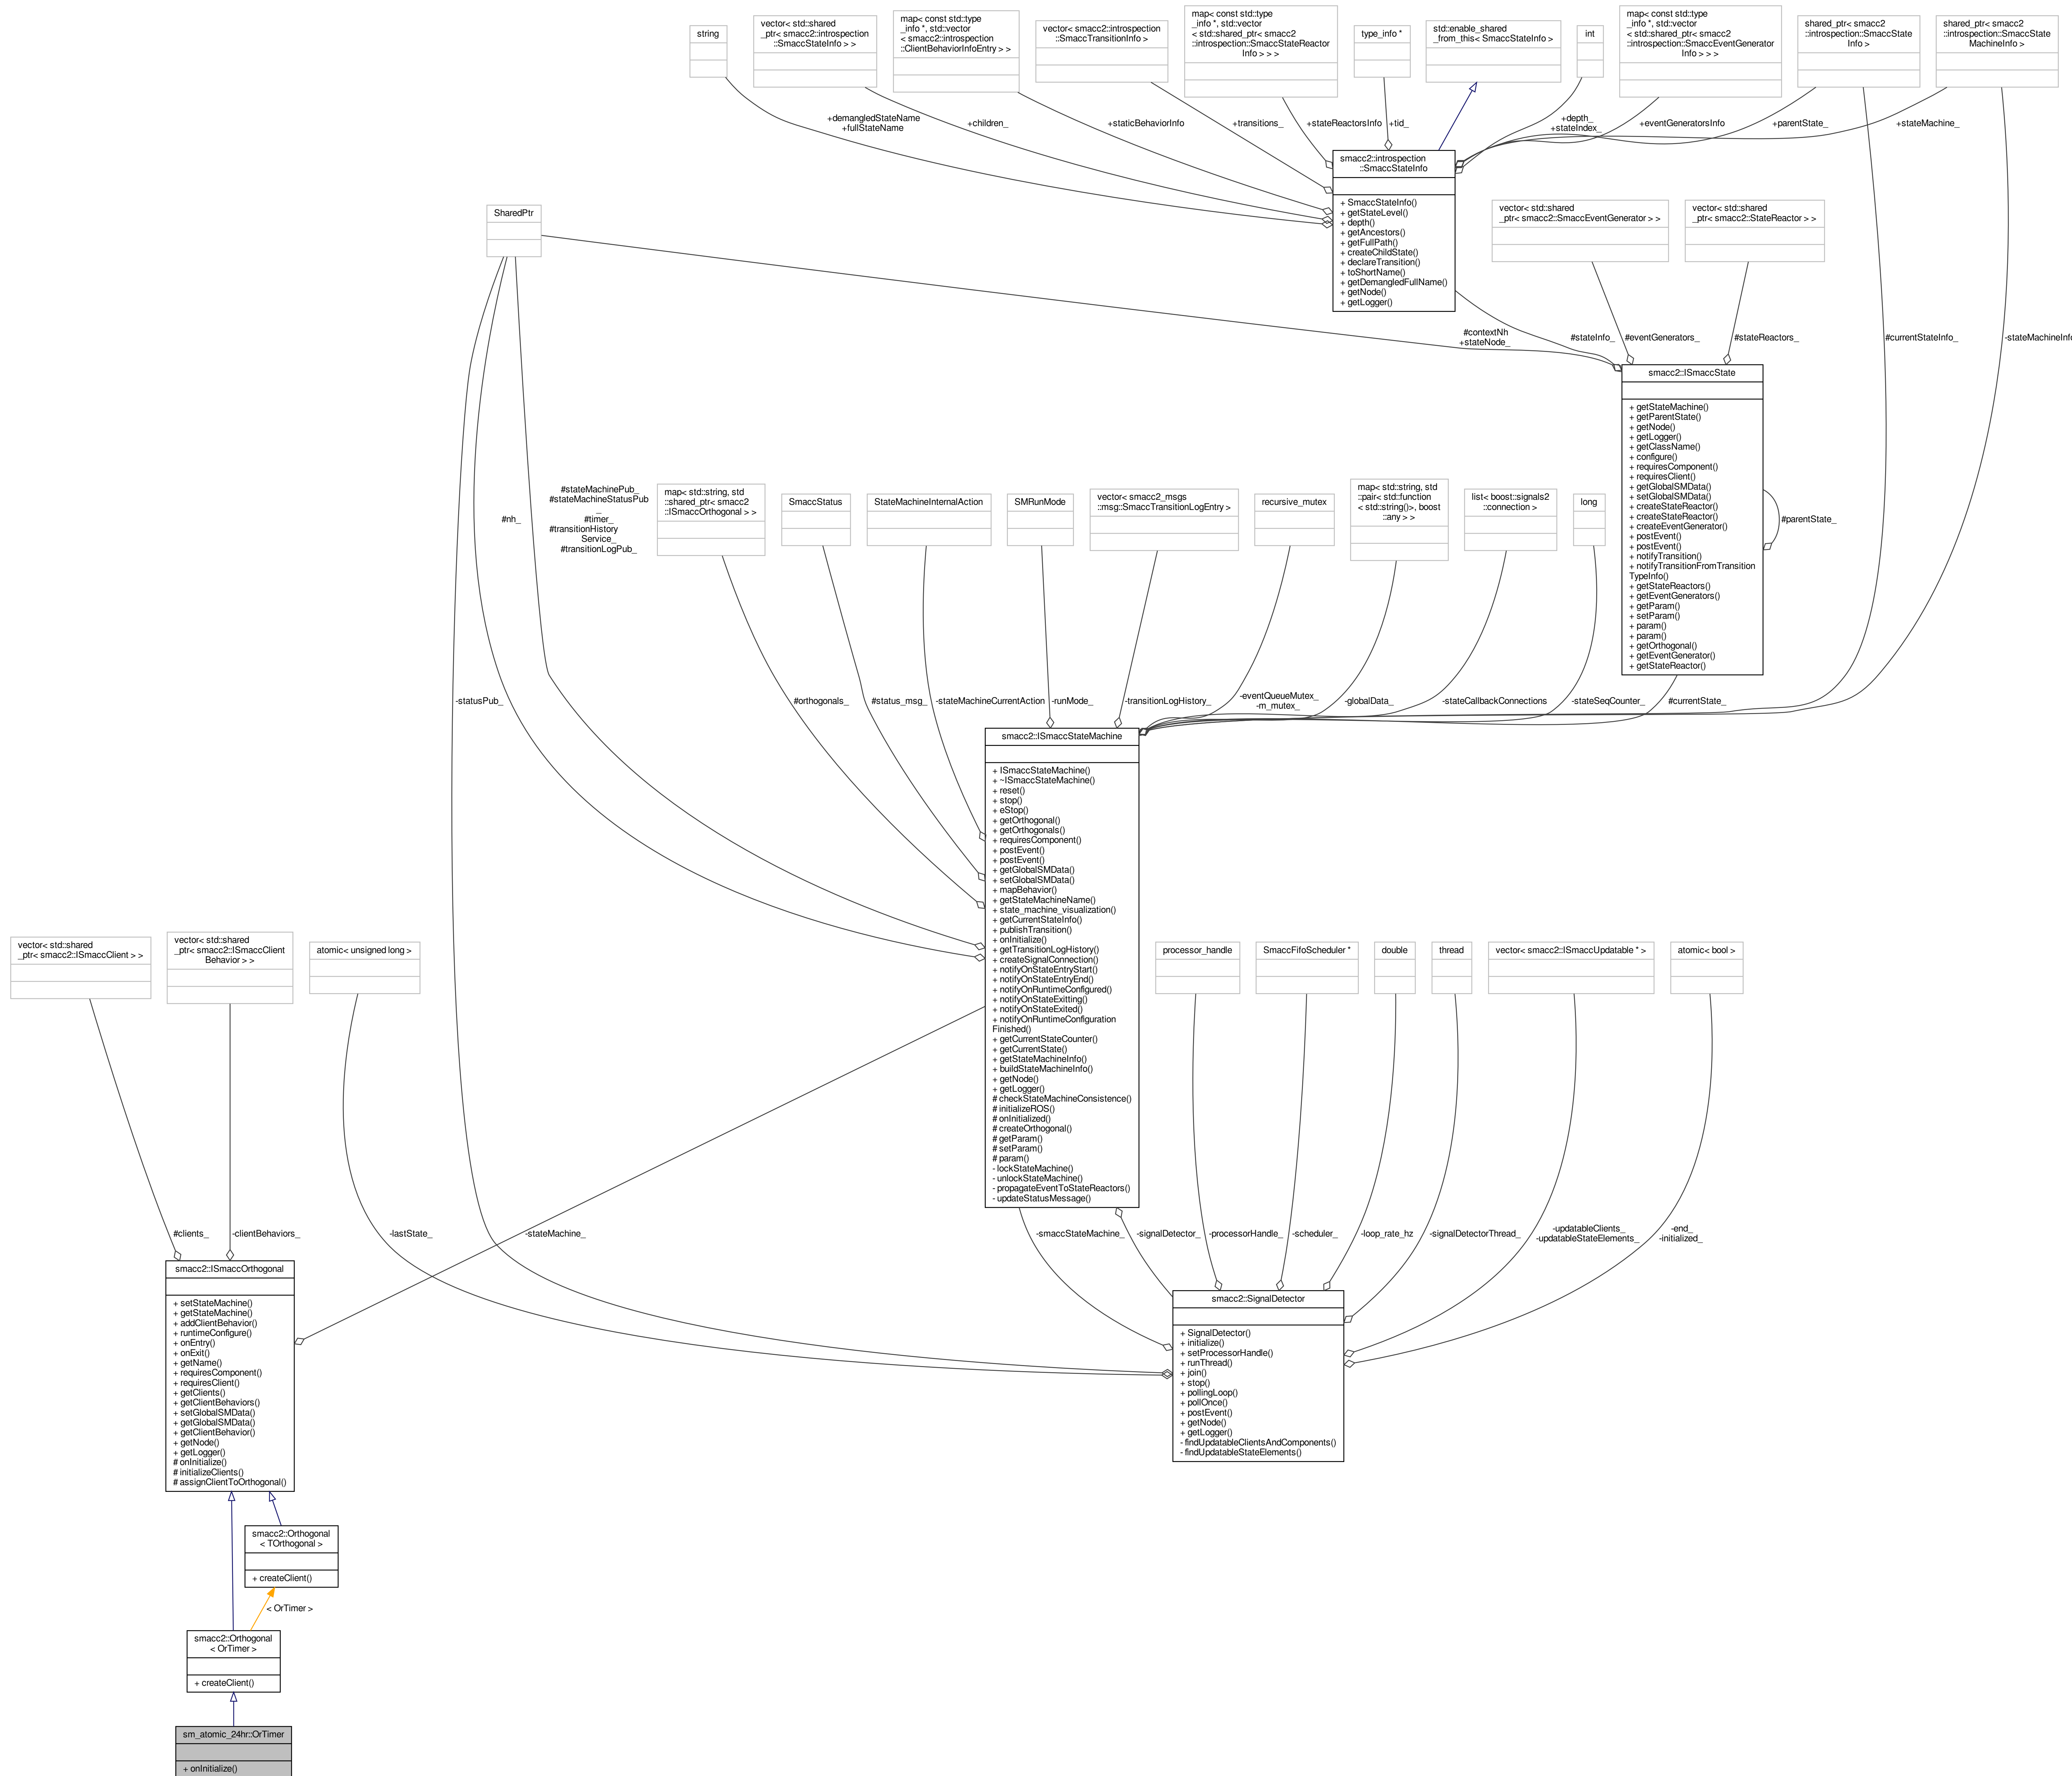 string
vector< std::shared
_ptr< smacc2::introspection
::SmaccStateInfo > >
map< const std::type
_info *, std::vector
< smacc2::introspection
::ClientBehaviorInfoEntry > >
vector< smacc2::introspection
::SmaccTransitionInfo >
map< const std::type
_info *, std::vector
< std::shared_ptr< smacc2
::introspection::SmaccStateReactor
Info > > >
type_info *
std::enable_shared
_from_this< SmaccStateInfo >
int
map< const std::type
_info *, std::vector
< std::shared_ptr< smacc2
::introspection::SmaccEventGenerator
Info > > >
shared_ptr< smacc2
::introspection::SmaccState
Info >
shared_ptr< smacc2
::introspection::SmaccState
MachineInfo >
+demangledStateName
+fullStateName
+children_
+staticBehaviorInfo
+transitions_
+stateReactorsInfo
+tid_
+depth_
+stateIndex_
+eventGeneratorsInfo
+parentState_
+stateMachine_
smacc2::introspection
::SmaccStateInfo
+ SmaccStateInfo()
+ getStateLevel()
+ depth()
+ getAncestors()
+ getFullPath()
+ createChildState()
+ declareTransition()
+ toShortName()
+ getDemangledFullName()
+ getNode()
+ getLogger()
SharedPtr
vector< std::shared
_ptr< smacc2::SmaccEventGenerator > >
vector< std::shared
_ptr< smacc2::StateReactor > >
#contextNh
+stateNode_
#stateInfo_
#eventGenerators_
#stateReactors_
#currentStateInfo_
-stateMachineInfo_
smacc2::ISmaccState
+ getStateMachine()
+ getParentState()
+ getNode()
+ getLogger()
+ getClassName()
+ configure()
+ requiresComponent()
+ requiresClient()
+ getGlobalSMData()
+ setGlobalSMData()
+ createStateReactor()
+ createStateReactor()
+ createEventGenerator()
+ postEvent()
+ postEvent()
+ notifyTransition()
+ notifyTransitionFromTransition
TypeInfo()
+ getStateReactors()
+ getEventGenerators()
+ getParam()
+ setParam()
+ param()
+ param()
+ getOrthogonal()
+ getEventGenerator()
+ getStateReactor()
#parentState_
#nh_
#stateMachinePub_
#stateMachineStatusPub
_
#timer_
#transitionHistory
Service_
#transitionLogPub_
map< std::string, std
::shared_ptr< smacc2
::ISmaccOrthogonal > >
SmaccStatus
StateMachineInternalAction
SMRunMode
vector< smacc2_msgs
::msg::SmaccTransitionLogEntry >
recursive_mutex
map< std::string, std
::pair< std::function
< std::string()>, boost
::any > >
list< boost::signals2
::connection >
long
-statusPub_
#orthogonals_
#status_msg_
-stateMachineCurrentAction
-runMode_
-transitionLogHistory_
-eventQueueMutex_
-m_mutex_
-globalData_
-stateCallbackConnections
-stateSeqCounter_
#currentState_
smacc2::ISmaccStateMachine
+ ISmaccStateMachine()
+ ~ISmaccStateMachine()
+ reset()
+ stop()
+ eStop()
+ getOrthogonal()
+ getOrthogonals()
+ requiresComponent()
+ postEvent()
+ postEvent()
+ getGlobalSMData()
+ setGlobalSMData()
+ mapBehavior()
+ getStateMachineName()
+ state_machine_visualization()
+ getCurrentStateInfo()
+ publishTransition()
+ onInitialize()
+ getTransitionLogHistory()
+ createSignalConnection()
+ notifyOnStateEntryStart()
+ notifyOnStateEntryEnd()
+ notifyOnRuntimeConfigured()
+ notifyOnStateExitting()
+ notifyOnStateExited()
+ notifyOnRuntimeConfiguration
Finished()
+ getCurrentStateCounter()
+ getCurrentState()
+ getStateMachineInfo()
+ buildStateMachineInfo()
+ getNode()
+ getLogger()
# checkStateMachineConsistence()
# initializeROS()
# onInitialized()
# createOrthogonal()
# getParam()
# setParam()
# param()
- lockStateMachine()
- unlockStateMachine()
- propagateEventToStateReactors()
- updateStatusMessage()
vector< std::shared
_ptr< smacc2::ISmaccClient > >
vector< std::shared
_ptr< smacc2::ISmaccClient
Behavior > >
atomic< unsigned long >
processor_handle
SmaccFifoScheduler *
double
thread
vector< smacc2::ISmaccUpdatable * >
atomic< bool >
#clients_
-clientBehaviors_
-lastState_
-stateMachine_
-smaccStateMachine_
-signalDetector_
-processorHandle_
-scheduler_
-loop_rate_hz
-signalDetectorThread_
-updatableClients_
-updatableStateElements_
-end_
-initialized_
smacc2::ISmaccOrthogonal
+ setStateMachine()
+ getStateMachine()
+ addClientBehavior()
+ runtimeConfigure()
+ onEntry()
+ onExit()
+ getName()
+ requiresComponent()
+ requiresClient()
+ getClients()
+ getClientBehaviors()
+ setGlobalSMData()
+ getGlobalSMData()
+ getClientBehavior()
+ getNode()
+ getLogger()
# onInitialize()
# initializeClients()
# assignClientToOrthogonal()
smacc2::SignalDetector
+ SignalDetector()
+ initialize()
+ setProcessorHandle()
+ runThread()
+ join()
+ stop()
+ pollingLoop()
+ pollOnce()
+ postEvent()
+ getNode()
+ getLogger()
- findUpdatableClientsAndComponents()
- findUpdatableStateElements()
smacc2::Orthogonal
< TOrthogonal >
+ createClient()
< OrTimer >
smacc2::Orthogonal
< OrTimer >
+ createClient()
sm_atomic_24hr::OrTimer
+ onInitialize()